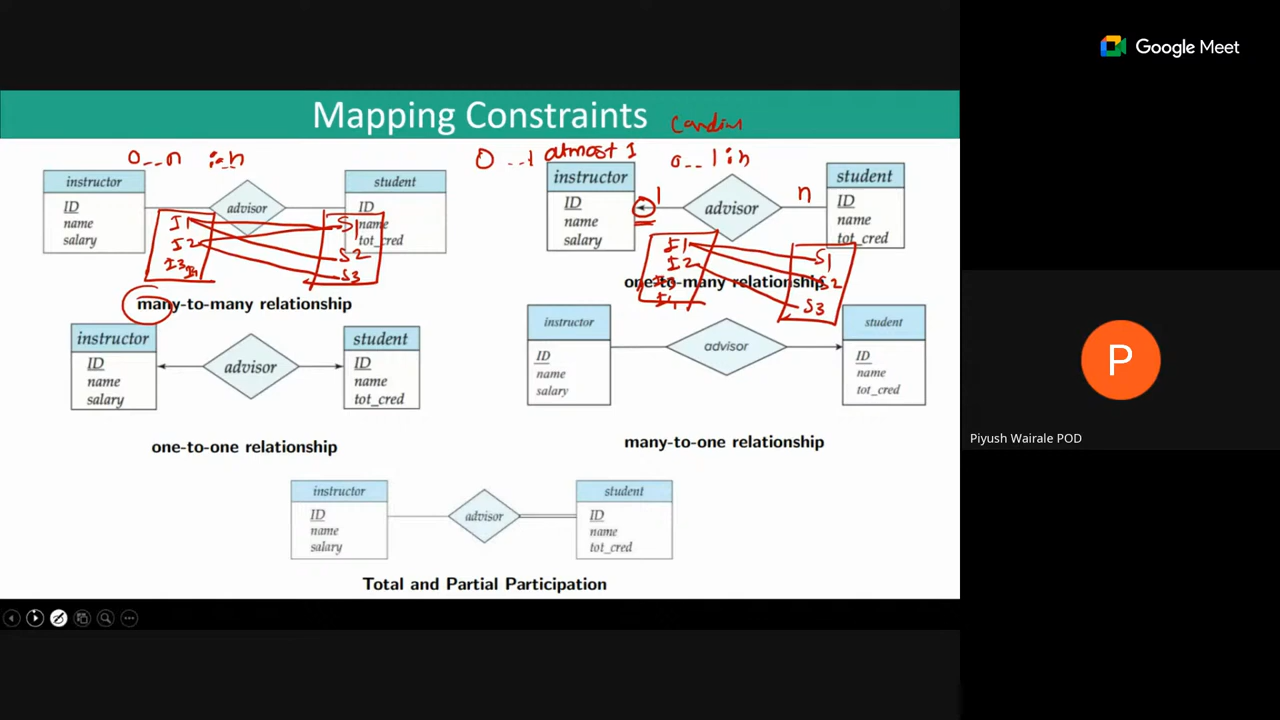 Google Meet
Mapping Constraints
0...n
0 ..1 atmost 1
0..1
instructor
ID
name
salary
advisor
student
ID
name
tot_cred
I1
I2
I3
I4
S1
S2
S3
many-to-many relationship
instructor
ID
name
salary
1
advisor
n
student
ID
name
tot_cred
I1
I2
I3
I4
S1
S2
S3
one-to-many relationship
instructor
ID
name
salary
advisor
student
ID
name
tot_cred
one-to-one relationship
instructor
ID
name
salary
advisor
student
ID
name
tot_cred
many-to-one relationship
instructor
ID
name
salary
advisor
student
ID
name
tot_cred
Total and Partial Participation
P
Piyush Wairale POD